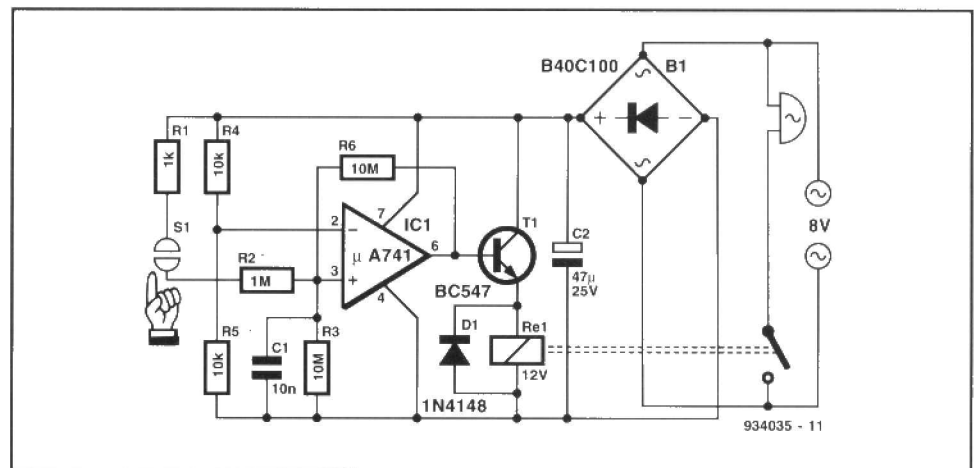 B40C100
B1
R1
1k
R4
10k
R6
10M
S1
2
7
IC1
µ A741
6
T1
C2
47µ
25V
8V
R2
1M
3
4
BC547
D1
Re1
12V
R5
10k
C1
10n
R3
10M
1N4148
934035 - 11